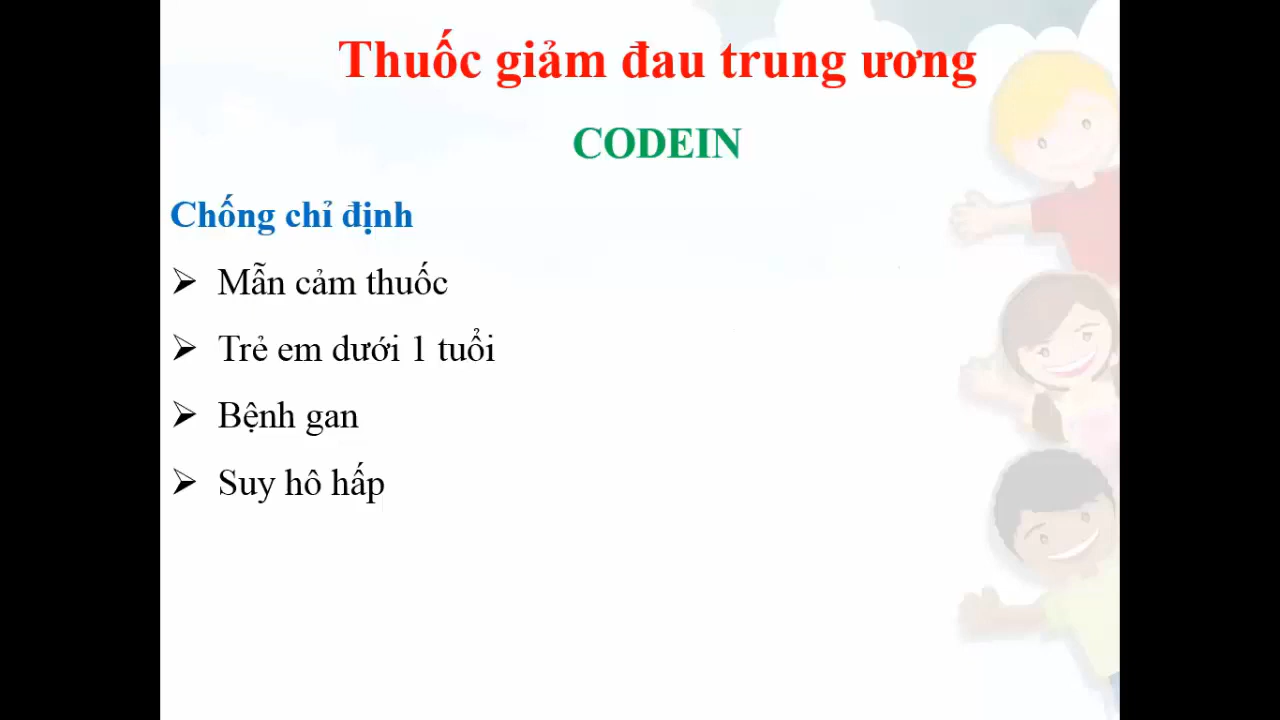 Thuốc giảm đau trung ương
CODEIN
Chống chỉ định
➢ Mẫn cảm thuốc
➢ Trẻ em dưới 1 tuổi
➢ Bệnh gan
➢ Suy hô hấp